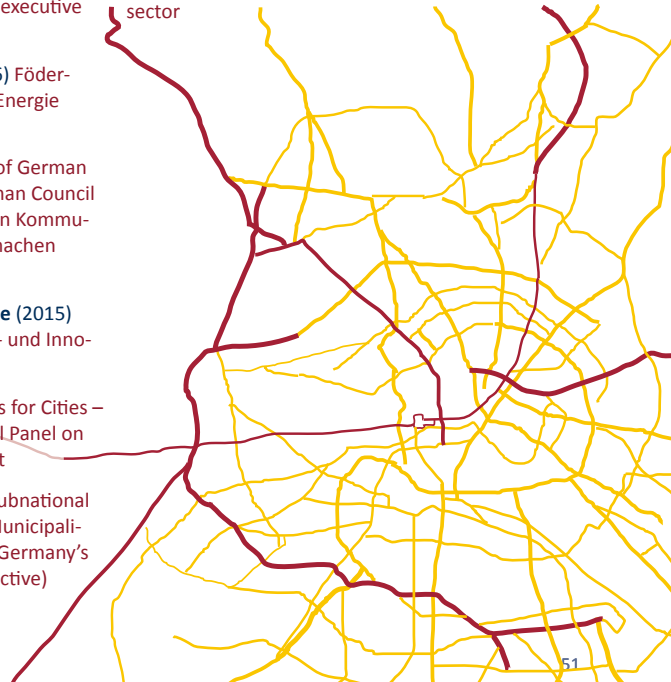 executive
sector
) Föder-
Energie
of German
nan Council
n Kommu-
nachen
e (2015)
- und Inno-
s for Cities –
l Panel on
t
ubnational
Municipali-
Germany's
ctive)
51